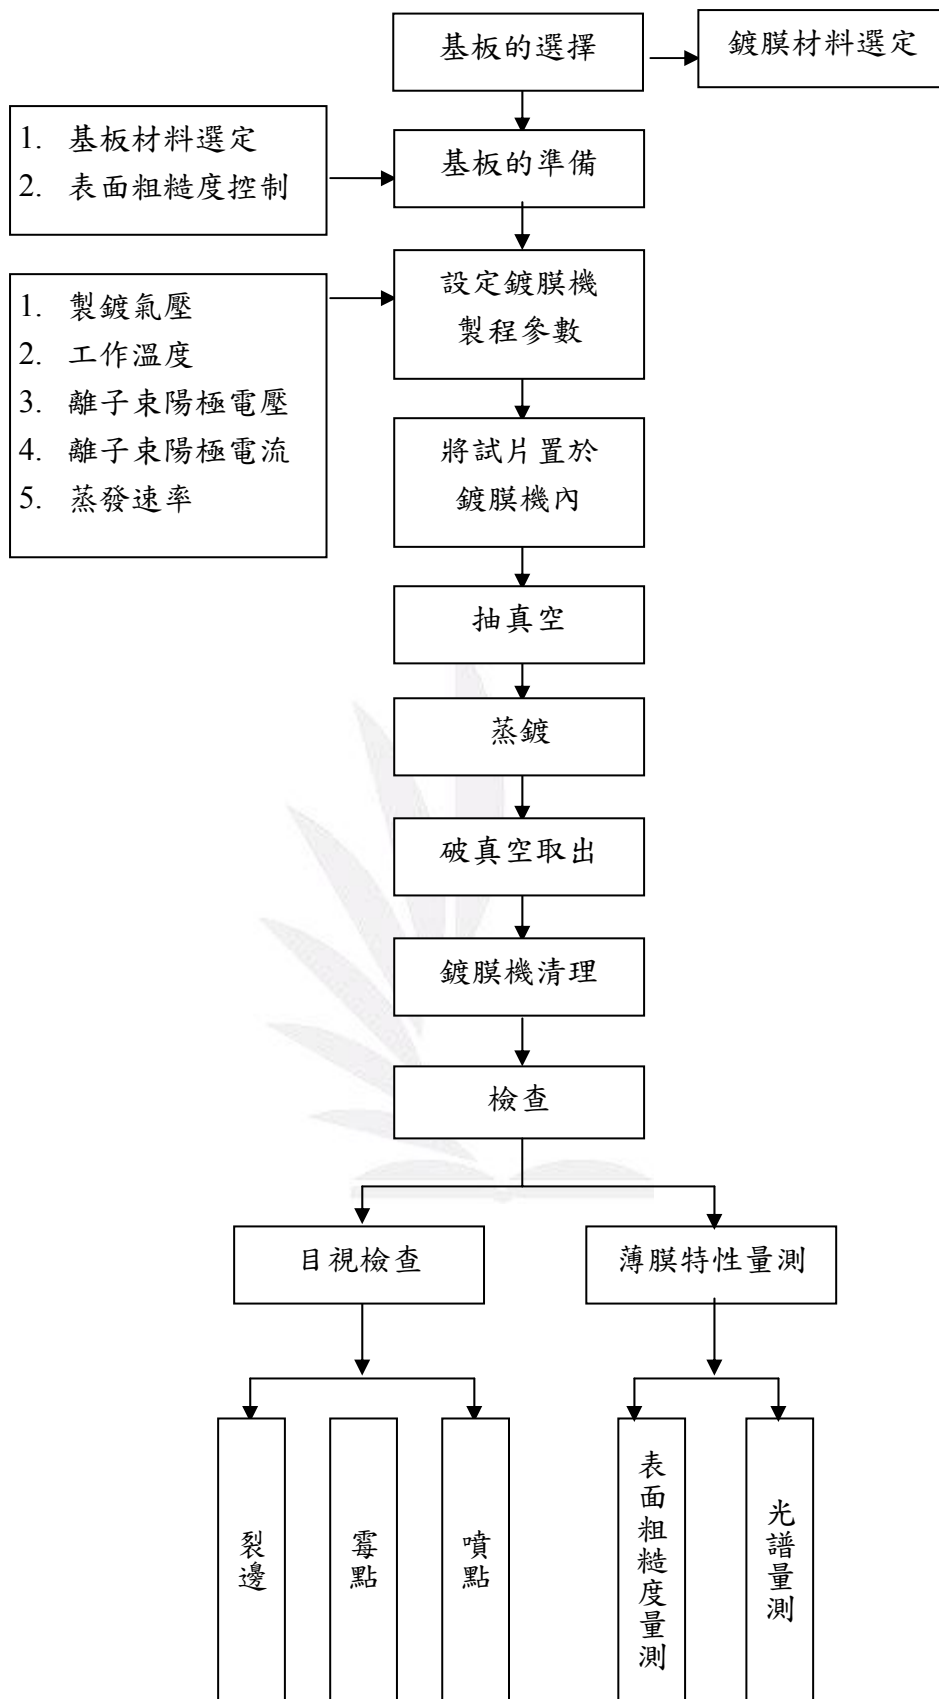 基板的選擇
鍍膜材料選定
1. 基板材料選定
2. 表面粗糙度控制
基板的準備
1. 製鍍氣壓
2. 工作溫度
3. 離子束陽極電壓
4. 離子束陽極電流
5. 蒸發速率
設定鍍膜機
製程參數
將試片置於
鍍膜機內
抽真空
蒸鍍
破真空取出
鍍膜機清理
檢查
目視檢查
薄膜特性量測
裂邊
霉點
噴點
表面粗糙度量測
光譜量測